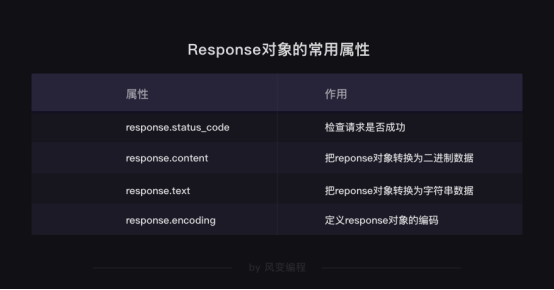 Response对象的常用属性
属性 作用
response.status_code 检查请求是否成功
response.content 把reponse对象转换为二进制数据
response.text 把reponse对象转换为字符串数据
response.encoding 定义response对象的编码
by 风变编程